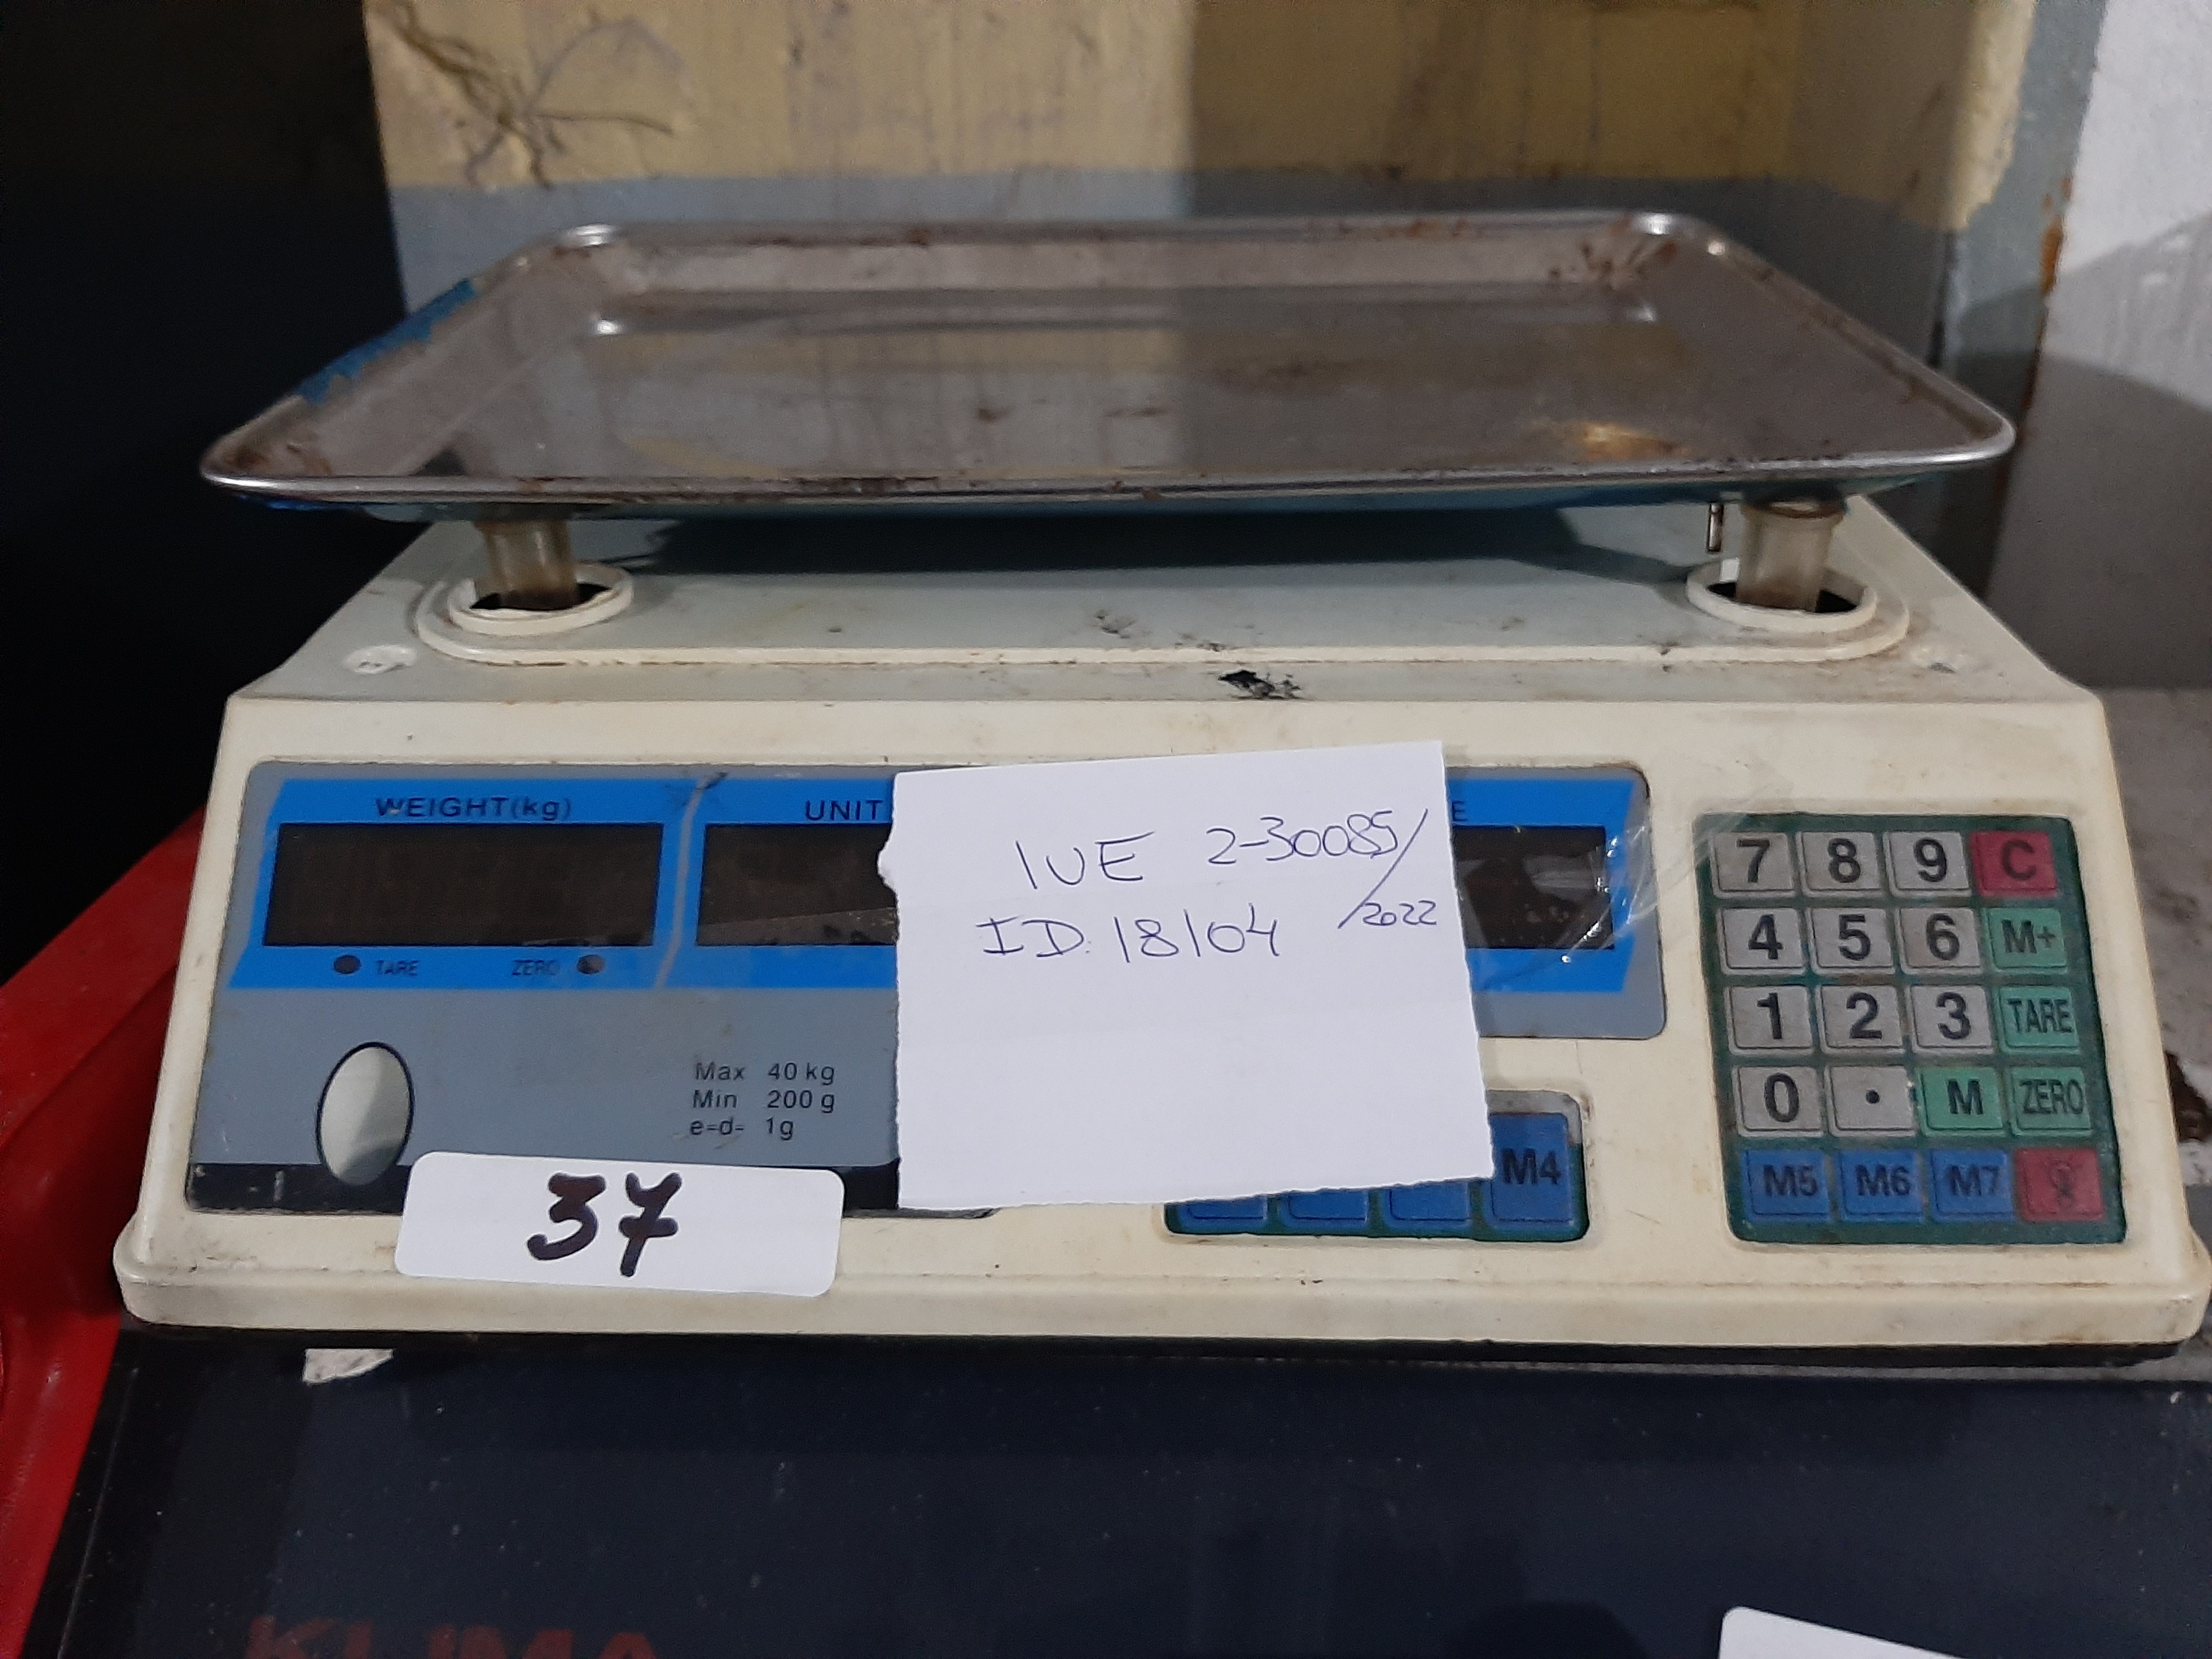 WEIGHT(kg)
UNIT
E
TARE
ZERO
IUE 2-30085/
/2022
ID: 18104
Max 40 kg
Min 200 g
e=d= 1g
37
7 8 9 C
4 5 6 M+
1 2 3 TARE
0 . M ZERO
M5 M6 M7
M4
KLIMA